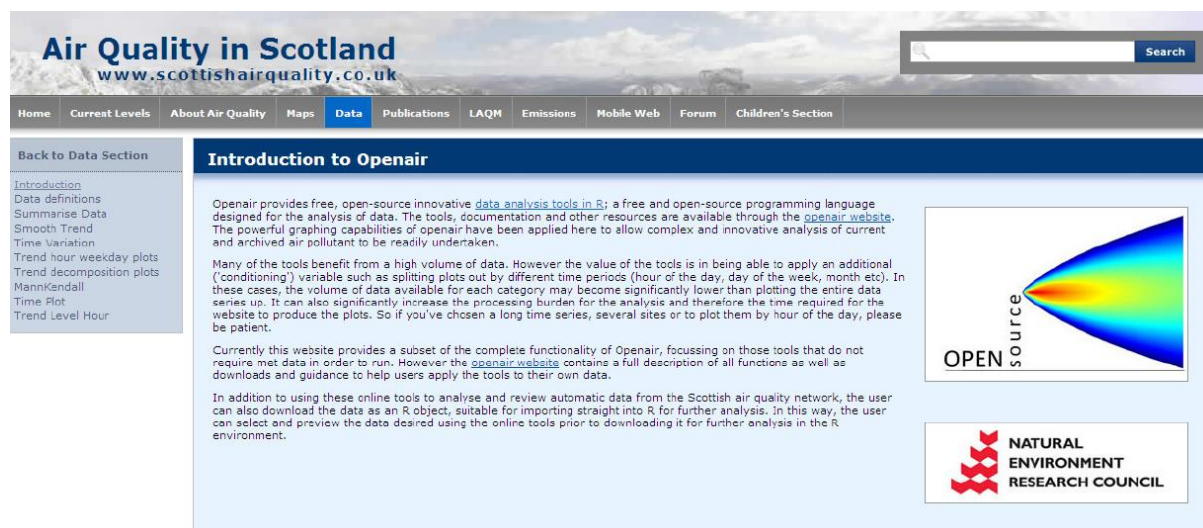 Air Quality in Scotland
www.scottishairquality.co.uk
Search
Home
Current Levels
About Air Quality
Maps
Data
Publications
LAQM
Emissions
Mobile Web
Forum
Children's Section
Back to Data Section
Introduction
Data definitions
Summarise Data
Smooth Trend
Time Variation
Trend hour weekday plots
Trend decomposition plots
MannKendall
Time Plot
Trend Level Hour
Introduction to Openair
Openair provides free, open-source innovative data analysis tools in R; a free and open-source programming language
designed for the analysis of data. The tools, documentation and other resources are available through the openair website.
The powerful graphing capabilities of openair have been applied here to allow complex and innovative analysis of current
and archived air pollutant to be readily undertaken.
Many of the tools benefit from a high volume of data. However the value of the tools is in being able to apply an additional
('conditioning') variable such as splitting plots out by different time periods (hour of the day, day of the week, month etc). In
these cases, the volume of data available for each category may become significantly lower than plotting the entire data
series up. It can also significantly increase the processing burden for the analysis and therefore the time required for the
website to produce the plots. So if you've chosen a long time series, several sites or to plot them by hour of the day, please
be patient.
Currently this website provides a subset of the complete functionality of Openair, focussing on those tools that do not
require met data in order to run. However the openair website contains a full description of all functions as well as
downloads and guidance to help users apply the tools to their own data.
In addition to using these online tools to analyse and review automatic data from the Scottish air quality network, the user
can also download the data as an R object, suitable for importing straight into R for further analysis. In this way, the user
can select and preview the data desired using the online tools prior to downloading it for further analysis in the R
environment.
OPEN
source
NATURAL
ENVIRONMENT
RESEARCH COUNCIL